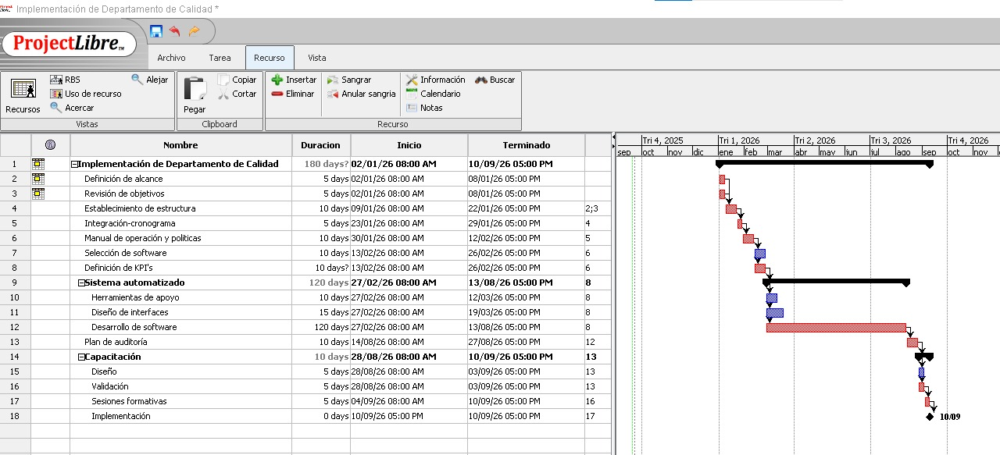 Implementación de Departamento de Calidad *
ProjectLibre™
Archivo Tarea Recurso Vista
Recursos
RBS
Uso de recurso
Acercar
Alejar
Vistas
Pegar
Copiar
Cortar
Clipboard
Insertar
Eliminar
Sangrar
Anular sangria
Información
Calendario
Notas
Buscar
Recurso
Nombre Duracion Inicio Terminado
Tri 4, 2025 Tri 1, 2026 Tri 2, 2026 Tri 3, 2026 Tri 4, 2026
sep oct nov dic ene feb mar abr may jun jul ago sep oct nov
1 Implementación de Departamento de Calidad 180 days? 02/01/26 08:00 AM 10/09/26 05:00 PM
2 Definición de alcance 5 days 02/01/26 08:00 AM 08/01/26 05:00 PM
3 Revisión de objetivos 5 days 02/01/26 08:00 AM 08/01/26 05:00 PM
4 Establecimiento de estructura 10 days 09/01/26 08:00 AM 22/01/26 05:00 PM 2;3
5 Integración-cronograma 5 days 23/01/26 08:00 AM 29/01/26 05:00 PM 4
6 Manual de operación y politicas 10 days 30/01/26 08:00 AM 12/02/26 05:00 PM 5
7 Selección de software 10 days 13/02/26 08:00 AM 26/02/26 05:00 PM 6
8 Definición de KPI's 10 days? 13/02/26 08:00 AM 26/02/26 05:00 PM 6
9 Sistema automatizado 120 days 27/02/26 08:00 AM 13/08/26 05:00 PM 8
10 Herramientas de apoyo 10 days 27/02/26 08:00 AM 12/03/26 05:00 PM 8
11 Diseño de interfaces 15 days 27/02/26 08:00 AM 19/03/26 05:00 PM 8
12 Desarrollo de software 120 days 27/02/26 08:00 AM 13/08/26 05:00 PM 8
13 Plan de auditoría 10 days 14/08/26 08:00 AM 27/08/26 05:00 PM 12
14 Capacitación 10 days 28/08/26 08:00 AM 10/09/26 05:00 PM 13
15 Diseño 5 days 28/08/26 08:00 AM 03/09/26 05:00 PM 13
16 Validación 5 days 28/08/26 08:00 AM 03/09/26 05:00 PM 13
17 Sesiones formativas 5 days 04/09/26 08:00 AM 10/09/26 05:00 PM 16
18 Implementación 0 days 10/09/26 05:00 PM 10/09/26 05:00 PM 17
10/09